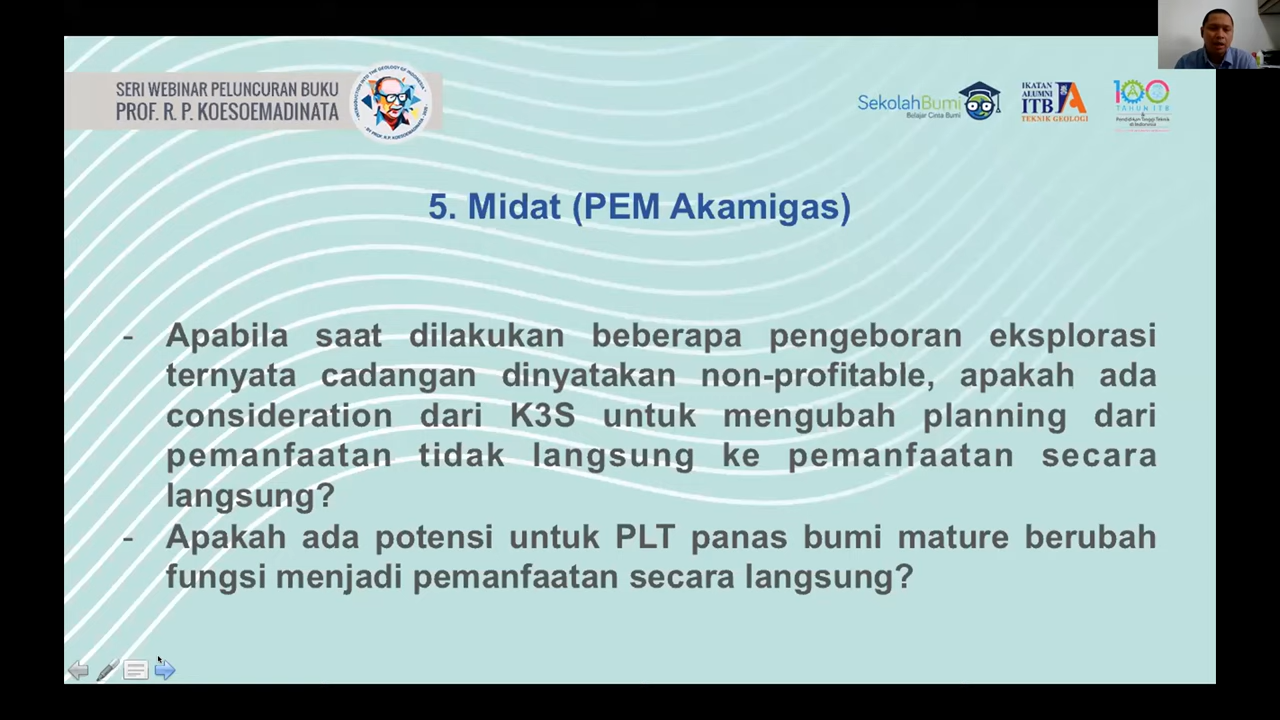 SERI WEBINAR PELUNCURAN BUKU
PROF. R. P. KOESOEMADINATA
SekolahBumi
Belajar Cinta Bumi
IKATAN
ALUMNI
ITB
TEKNIK GEOLOGI
100
TAHUN ITB
5. Midat (PEM Akamigas)
- Apabila saat dilakukan beberapa pengeboran eksplorasi
ternyata cadangan dinyatakan non-profitable, apakah ada
consideration dari K3S untuk mengubah planning dari
pemanfaatan tidak langsung ke pemanfaatan secara
langsung?
- Apakah ada potensi untuk PLT panas bumi mature berubah
fungsi menjadi pemanfaatan secara langsung?